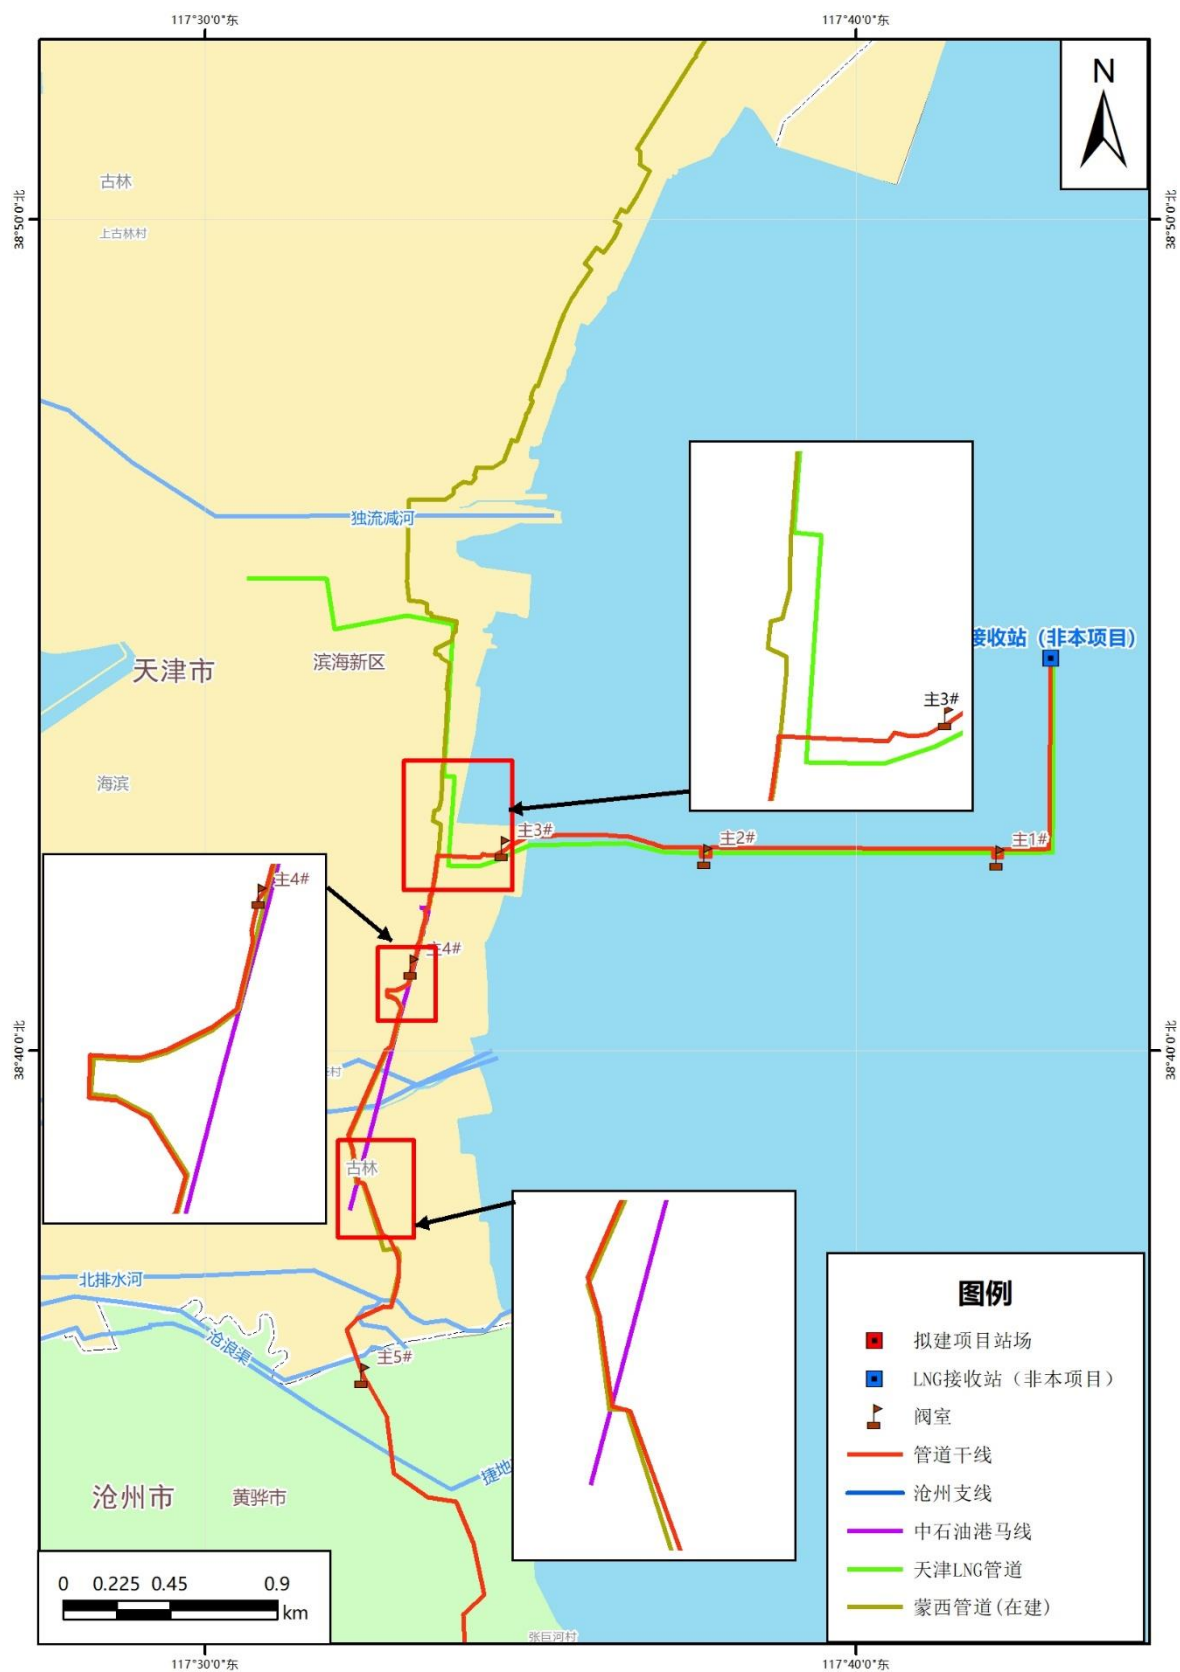 117°30'0"东
117°40'0"东
N
古林
38°50'0"北
38°50'0"北
上古林村
独流减河
接收站（非本项目）
天津市
滨海新区
主3#
海滨
主3#
主2#
主1#
主4#
主4#
38°40'0"北
38°40'0"北
村
古林
北排水河
沧浪渠
主5#
捷地
沧州市
黄骅市
张巨河村
图例
拟建项目站场
LNG接收站（非本项目）
阀室
管道干线
沧州支线
中石油港马线
天津LNG管道
蒙西管道(在建)
0 0.225 0.45 0.9
km
117°30'0"东
117°40'0"东